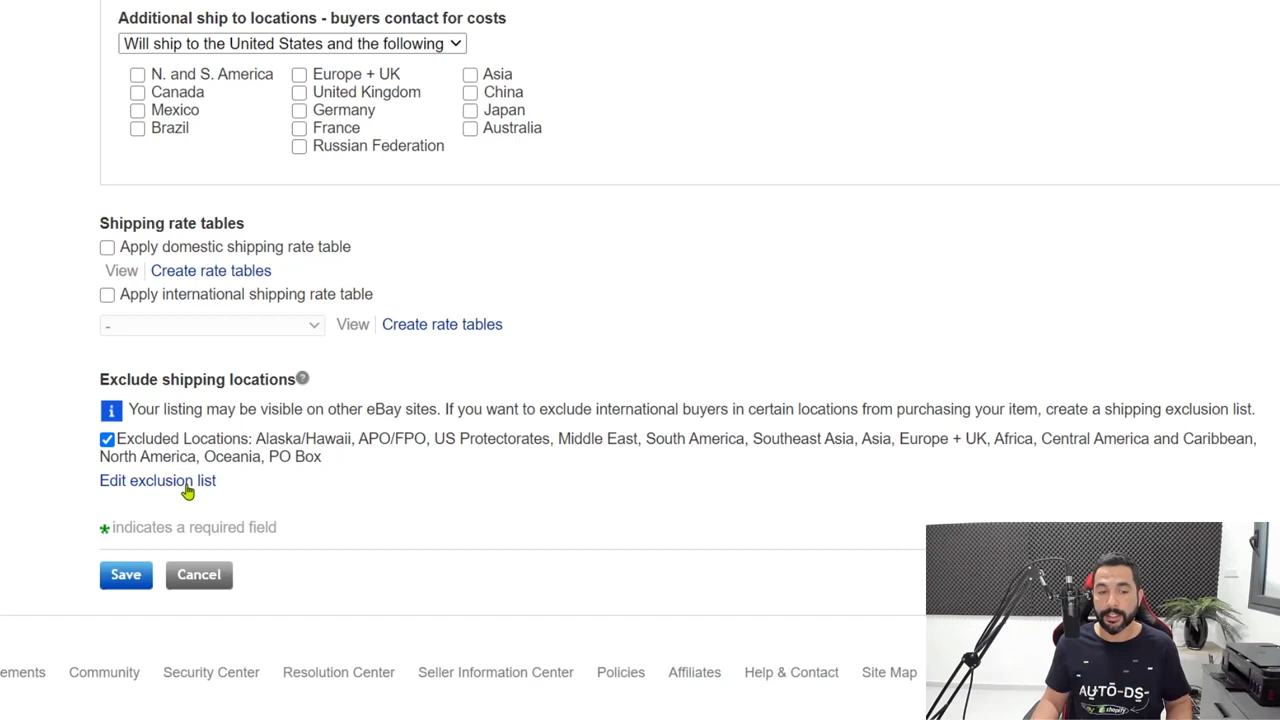 Additional ship to locations - buyers contact for costs
Will ship to the United States and the following
N. and S. America
Europe + UK
Asia
Canada
United Kingdom
China
Mexico
Germany
Japan
Brazil
France
Australia
Russian Federation
Shipping rate tables
Apply domestic shipping rate table
View
Create rate tables
Apply international shipping rate table
-
View
Create rate tables
Exclude shipping locations
Your listing may be visible on other eBay sites. If you want to exclude international buyers in certain locations from purchasing your item, create a shipping exclusion list.
Excluded Locations: Alaska/Hawaii, APO/FPO, US Protectorates, Middle East, South America, Southeast Asia, Asia, Europe + UK, Africa, Central America and Caribbean,
North America, Oceania, PO Box
Edit exclusion list
* indicates a required field
Save
Cancel
ements
Community
Security Center
Resolution Center
Seller Information Center
Policies
Affiliates
Help & Contact
Site Map
AUTO-DS-
shopify